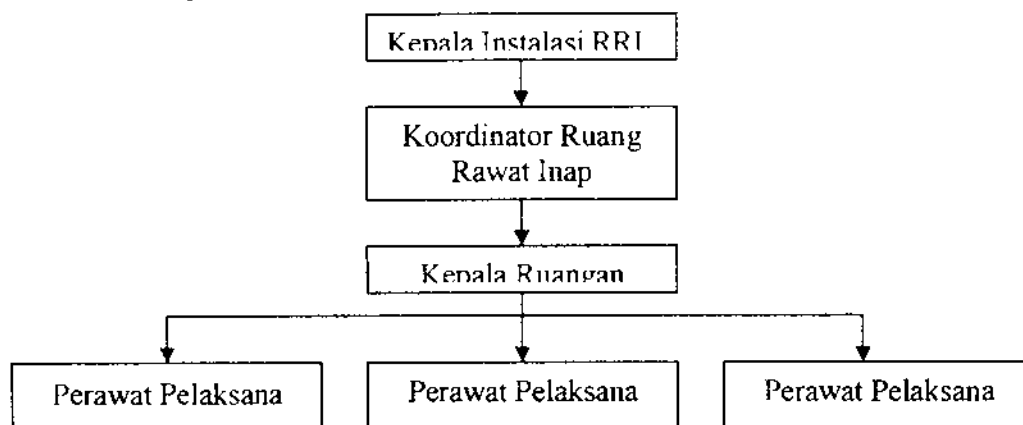 Kepala Instalasi RRI
Koordinator Ruang
Rawat Inap
Kepala Ruangan
Perawat Pelaksana
Perawat Pelaksana
Perawat Pelaksana